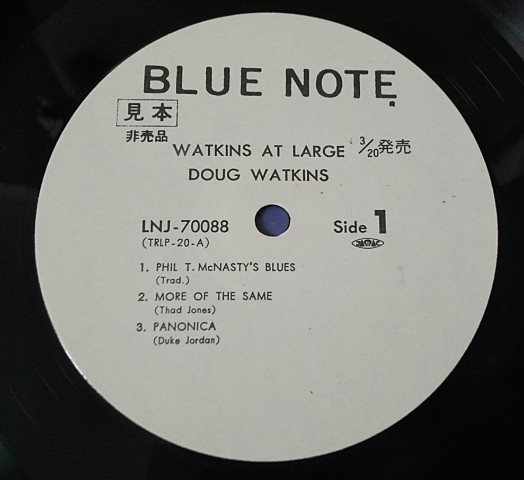 BLUE NOTE
見本
非売品
WATKINS AT LARGE 3/20発売
DOUG WATKINS
LNJ-70088 Side 1
(TRLP-20-A) JASRAC
1. PHIL T. McNASTY'S BLUES
(Trad.)
2. MORE OF THE SAME
(Thad Jones)
3. PANONICA
(Duke Jordan)